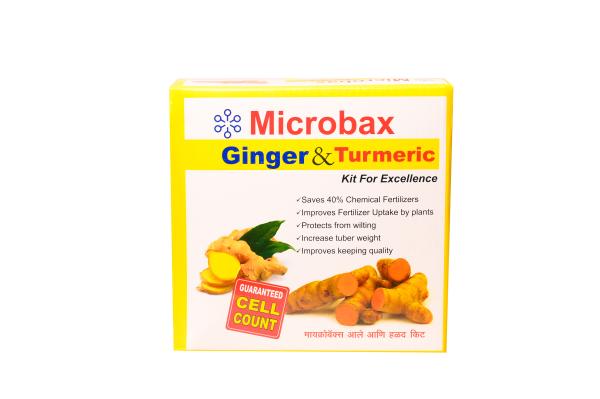 Microbax
Ginger & Turmeric
Kit For Excellence
✓Saves 40% Chemical Fertilizers
✓Improves Fertilizer Uptake by plants
✓Protects from wilting
✓Increase tuber weight
✓Improves keeping quality
GUARANTEED
CELL
COUNT
मायक्रोबॅक्स आले आणि हळद किट